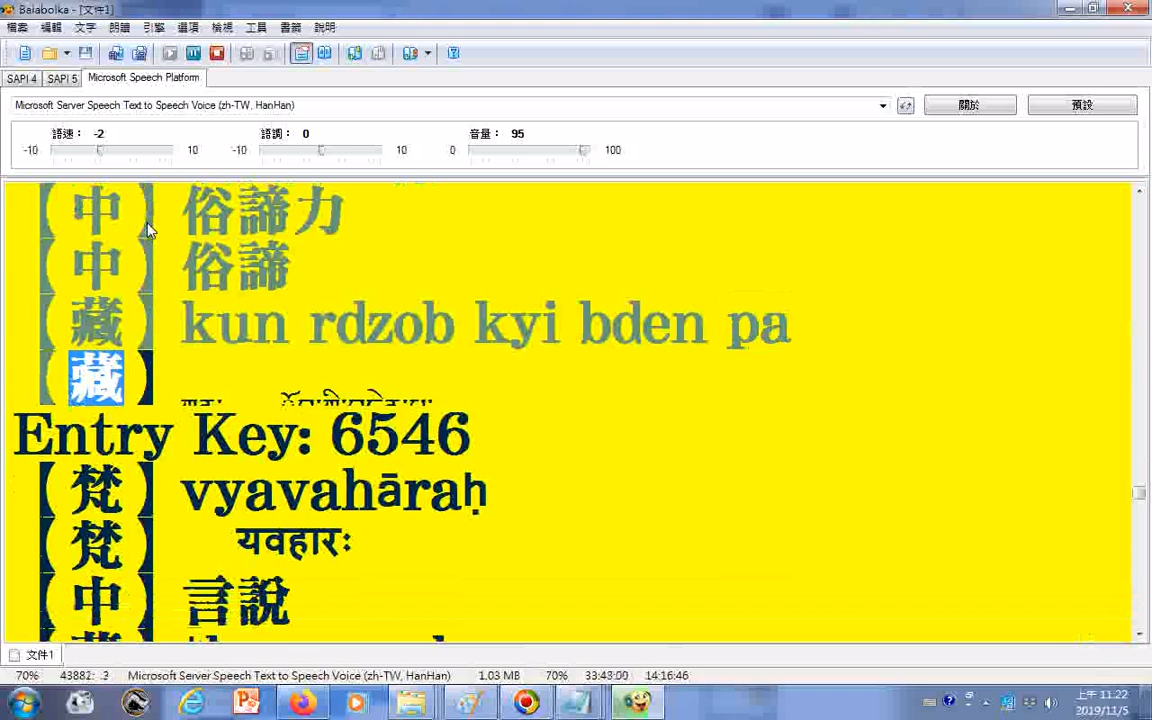 Balabolka - [文件1]
檔案 編輯 文字 朗讀 引擎 選項 檢視 工具 書籤 說明
SAPI 4 SAPI 5 Microsoft Speech Platform
Microsoft Server Speech Text to Speech Voice (zh-TW, HanHan) 關於 預設
語速： -2 語調： 0 音量： 95
-10 10 -10 10 0 100
【中】 俗諦力
【中】 俗諦
【藏】 kun rdzob kyi bden pa
【藏】
Entry Key: 6546
【梵】 vyavahāraḥ
【梵】 यवहारः
【中】 言說
文件1
70% Microsoft Server Speech Text to Speech Voice (zh-TW, HanHan) 1.03 MB 70% 33:43:00 14:16:46
上午 11:22
2019/11/5